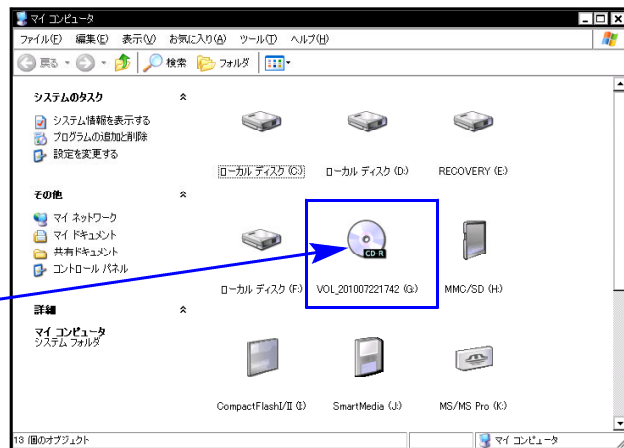 マイ コンピュータ
ファイル(F) 編集(E) 表示(V) お気に入り(A) ツール(T) ヘルプ(H)
戻る 検索 フォルダ
システムのタスク
システム情報を表示する
プログラムの追加と削除
設定を変更する
その他
マイ ネットワーク
マイ ドキュメント
共有ドキュメント
コントロール パネル
詳細
マイ コンピュータ
システム フォルダ
ローカル ディスク (C:) ローカル ディスク (D:) RECOVERY (E:)
CD-R
ローカル ディスク (F:) VOL_201007221742 (G:) MMC/SD (H:)
CompactFlashI/II (I:) SmartMedia (J:) MS/MS Pro (K:)
13 個のオブジェクト マイ コンピュータ